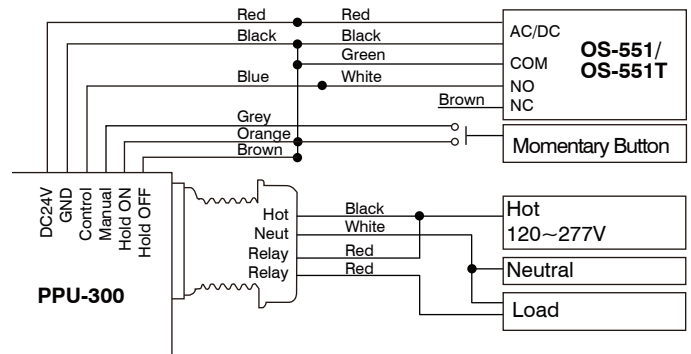 Red Red
Black Black
Green
Blue White
Brown
Grey
Orange
Brown
AC/DC
COM
NO
NC
OS-551/
OS-551T
Momentary Button
DC24V
GND
Control
Manual
Hold ON
Hold OFF
PPU-300
Hot
Neut
Relay
Relay
Black
White
Red
Red
Hot
120~277V
Neutral
Load